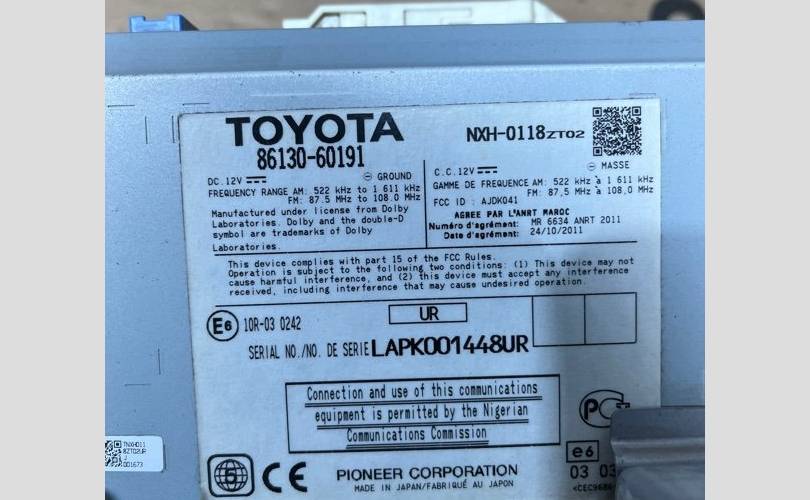 TOYOTA
86130-60191
NXH-0118ZT02
DC.12V
⊖ GROUND
FREQUENCY RANGE AM: 522 kHz to 1 611 kHz
FM: 87.5 MHz to 108.0 MHz
Manufactured under license from Dolby
Laboratories. Dolby and the double-D
symbol are trademarks of Dolby
Laboratories.
C.C.12V
⊖ MASSE
GAMME DE FREQUENCE AM: 522 kHz à 1 611 kHz
FM: 87,5 MHz à 108,0 MHz
FCC ID : AJDK041
AGREE PAR L'ANRT MAROC
Numéro d'agrément: MR 6634 ANRT 2011
Date d'agrément: 24/10/2011
This device complies with part 15 of the FCC Rules.
Operation is subject to the following two conditions: (1) This device may not
cause harmful interference, and (2) this device must accept any interference
received, including interference that may cause undesired operation.
E6 10R-03 0242
UR
SERIAL NO./NO. DE SERIE LAPK001448UR
Connection and use of this communications
equipment is permitted by the Nigerian
Communications Commission
e6
03 03
6
CE
PIONEER CORPORATION
MADE IN JAPAN/FABRIQUÉ AU JAPON
TNXH011
8ZT02UR
J
001673